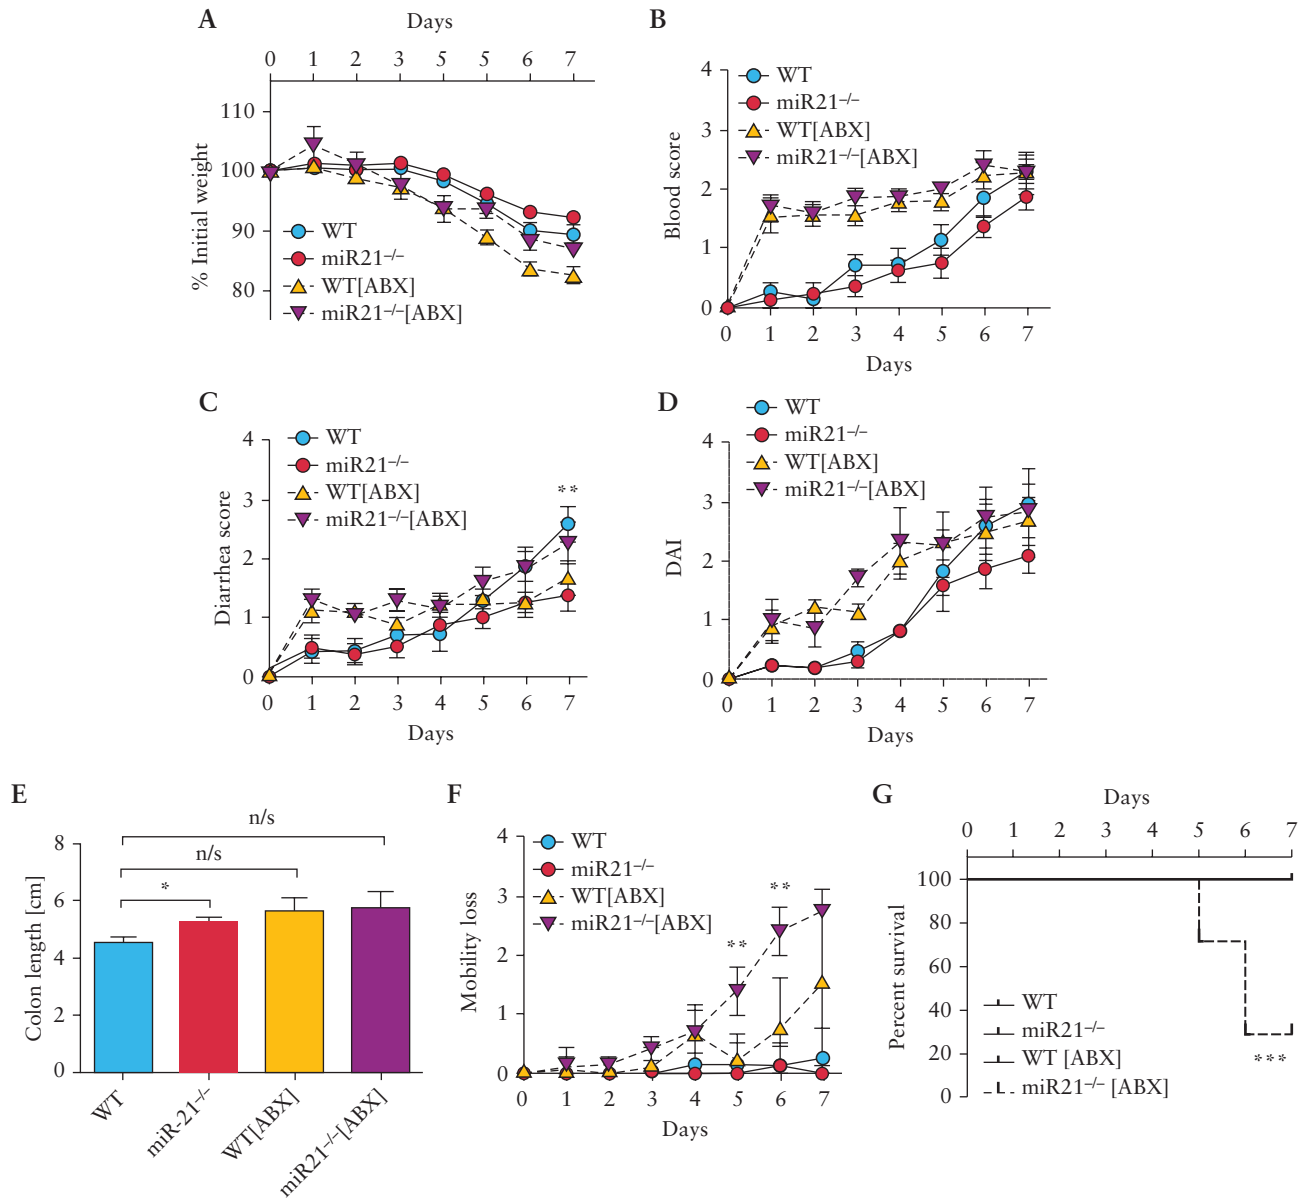 A
Days
0 1 2 3 5 5 6 7
110
100
90
80
% Initial weight
WT
miR21−/−
WT[ABX]
miR21−/−[ABX]
B
4
3
2
1
0
Blood score
WT
miR21−/−
WT[ABX]
miR21−/−[ABX]
0 1 2 3 4 5 6 7
Days
C
4
3
2
1
0
Diarrhea score
WT
miR21−/−
WT[ABX]
miR21−/−[ABX]
**
0 1 2 3 4 5 6 7
Days
D
4
3
2
1
0
DAI
WT
miR21−/−
WT[ABX]
miR21−/−[ABX]
0 1 2 3 4 5 6 7
Days
E
8
6
4
2
0
Colon length [cm]
n/s
n/s
*
WT
miR-21−/−
WT[ABX]
miR21−/−[ABX]
F
4
3
2
1
0
Mobility loss
WT
miR21−/−
WT[ABX]
miR21−/−[ABX]
**
**
0 1 2 3 4 5 6 7
Days
G
Days
0 1 2 3 4 5 6 7
100
80
60
40
20
0
Percent survival
WT
miR21−/−
WT [ABX]
miR21−/− [ABX]
***